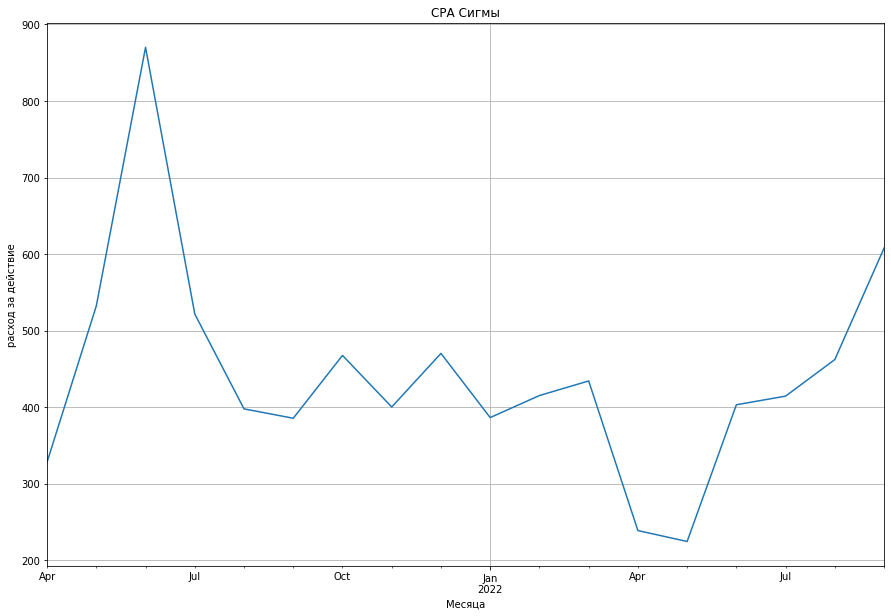 CPA Сигмы
900
800
700
600
500
400
300
200
расход за действие
Apr Jul Oct Jan Apr Jul
2022
Месяца